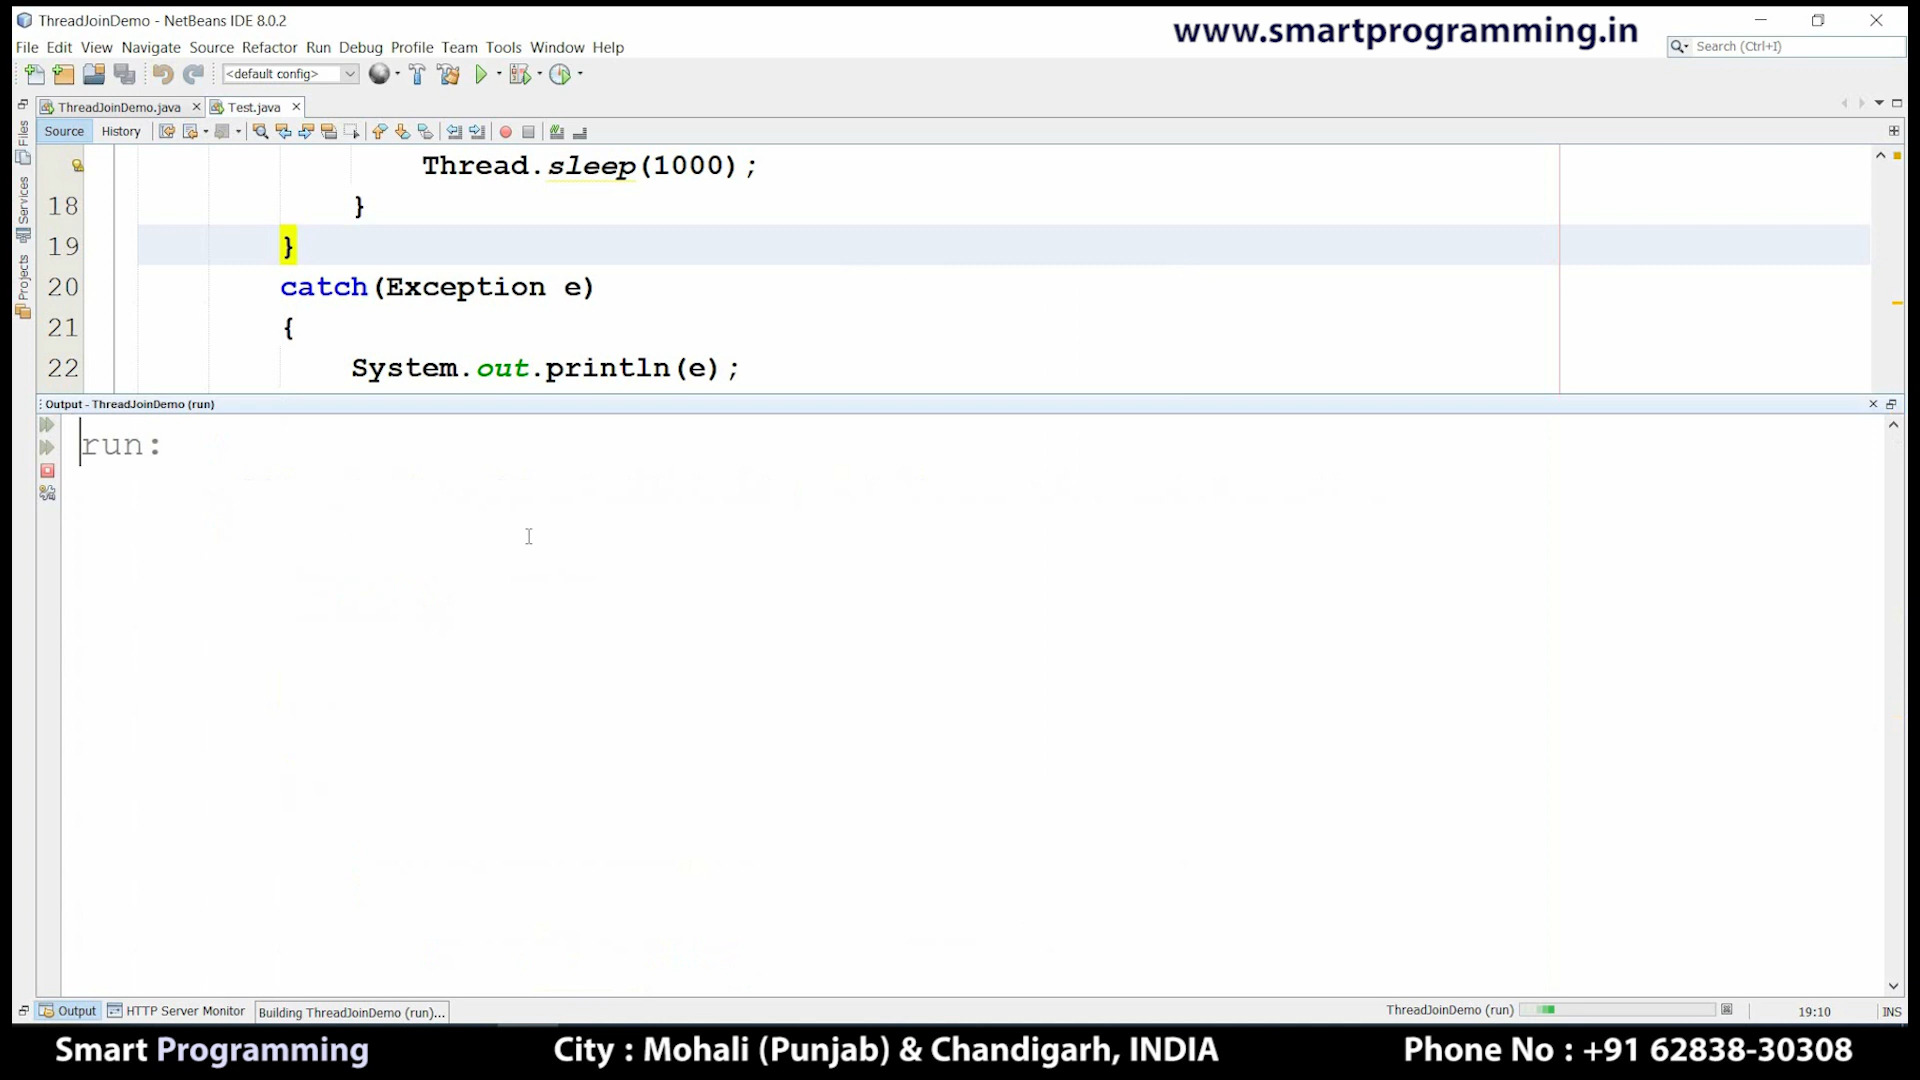 ThreadJoinDemo - NetBeans IDE 8.0.2
www.smartprogramming.in
File Edit View Navigate Source Refactor Run Debug Profile Team Tools Window Help
Search (Ctrl+I)
<default config>
ThreadJoinDemo.java
Test.java
Source
History
Files
Services
Projects
Thread.sleep(1000);
18 }
19 }
20 catch(Exception e)
21 {
22 System.out.println(e);
Output - ThreadJoinDemo (run)
run:
Output
HTTP Server Monitor
Building ThreadJoinDemo (run)...
ThreadJoinDemo (run)
19:10
INS
Smart Programming
City : Mohali (Punjab) & Chandigarh, INDIA
Phone No : +91 62838-30308